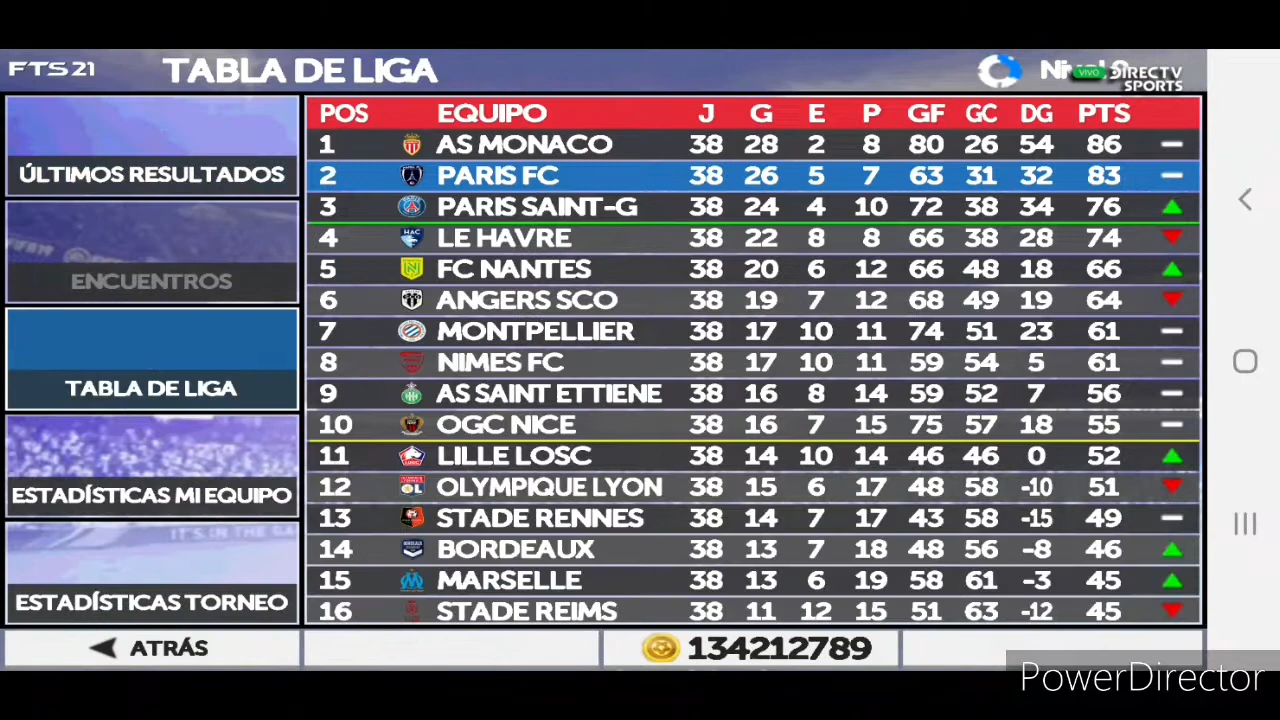 FTS 21
TABLA DE LIGA
VIVO DIRECTV
SPORTS
ÚLTIMOS RESULTADOS
ENCUENTROS
TABLA DE LIGA
ESTADÍSTICAS MI EQUIPO
IT'S IN THE GA
ESTADÍSTICAS TORNEO
POS EQUIPO J G E P GF GC DG PTS
1 AS MONACO 38 28 2 8 80 26 54 86
2 PARIS FC 38 26 5 7 63 31 32 83
3 PARIS SAINT-G 38 24 4 10 72 38 34 76
4 LE HAVRE 38 22 8 8 66 38 28 74
5 FC NANTES 38 20 6 12 66 48 18 66
6 ANGERS SCO 38 19 7 12 68 49 19 64
7 MONTPELLIER 38 17 10 11 74 51 23 61
8 NIMES FC 38 17 10 11 59 54 5 61
9 AS SAINT ETTIENE 38 16 8 14 59 52 7 56
10 OGC NICE 38 16 7 15 75 57 18 55
11 LILLE LOSC 38 14 10 14 46 46 0 52
12 OLYMPIQUE LYON 38 15 6 17 48 58 -10 51
13 STADE RENNES 38 14 7 17 43 58 -15 49
14 BORDEAUX 38 13 7 18 48 56 -8 46
15 MARSELLE 38 13 6 19 58 61 -3 45
16 STADE REIMS 38 11 12 15 51 63 -12 45
ATRÁS
134212789
PowerDirector